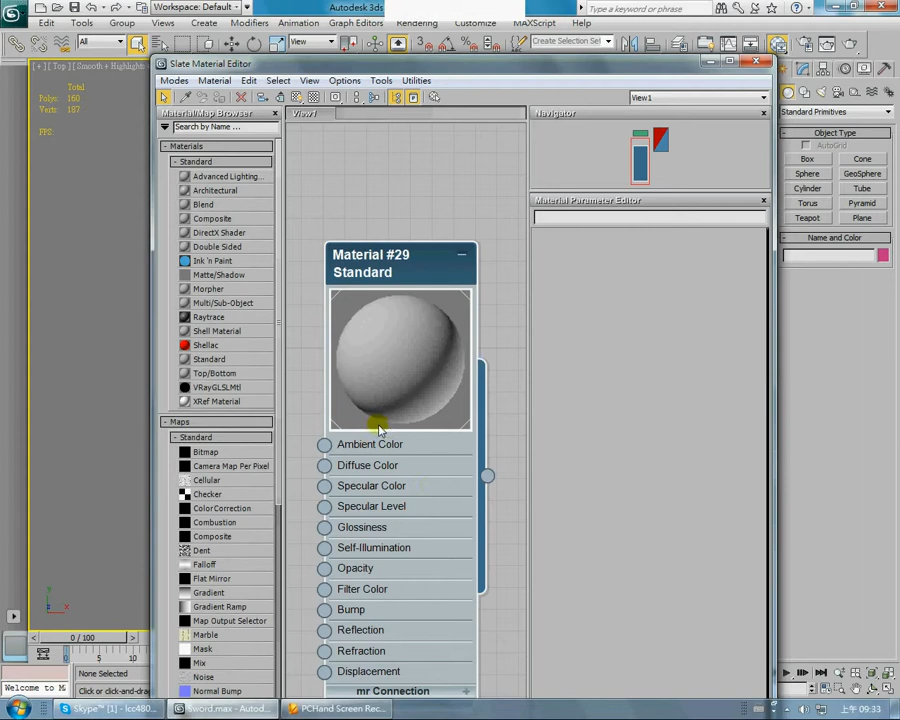 Workspace: Default
Autodesk 3ds
Type a keyword or phrase
Edit Tools Group Views Create Modifiers Animation Graph Editors Rendering Customize MAXScript Help
All
View
Create Selection Se
[ + ] [ Top ] [ Smooth + Highlights
Total
Polys: 160
Verts: 187
FPS:
Slate Material Editor
Modes Material Edit Select View Options Tools Utilities
View1
Material/Map Browser
Search by Name ...
Materials
Standard
Advanced Lighting...
Architectural
Blend
Composite
DirectX Shader
Double Sided
Ink 'n Paint
Matte/Shadow
Morpher
Multi/Sub-Object
Raytrace
Shell Material
Shellac
Standard
Top/Bottom
VRayGLSLMtl
XRef Material
Maps
Standard
Bitmap
Camera Map Per Pixel
Cellular
Checker
Color Correction
Combustion
Composite
Dent
Falloff
Flat Mirror
Gradient
Gradient Ramp
Map Output Selector
Marble
Mask
Mix
Noise
Normal Bump
View1
Material #29
Standard
Ambient Color
Diffuse Color
Specular Color
Specular Level
Glossiness
Self-Illumination
Opacity
Filter Color
Bump
Reflection
Refraction
Displacement
mr Connection
Navigator
Material Parameter Editor
Standard Primitives
Object Type
AutoGrid
Box Cone
Sphere GeoSphere
Cylinder Tube
Torus Pyramid
Teapot Plane
Name and Color
y
z x
0 / 100
0 5 10
None Selected
Welcome to M
Click or click-and-drag
Skype™ [ - lcc480...
Sword.max - Autod...
PCHand Screen Rec...
上午 09:33